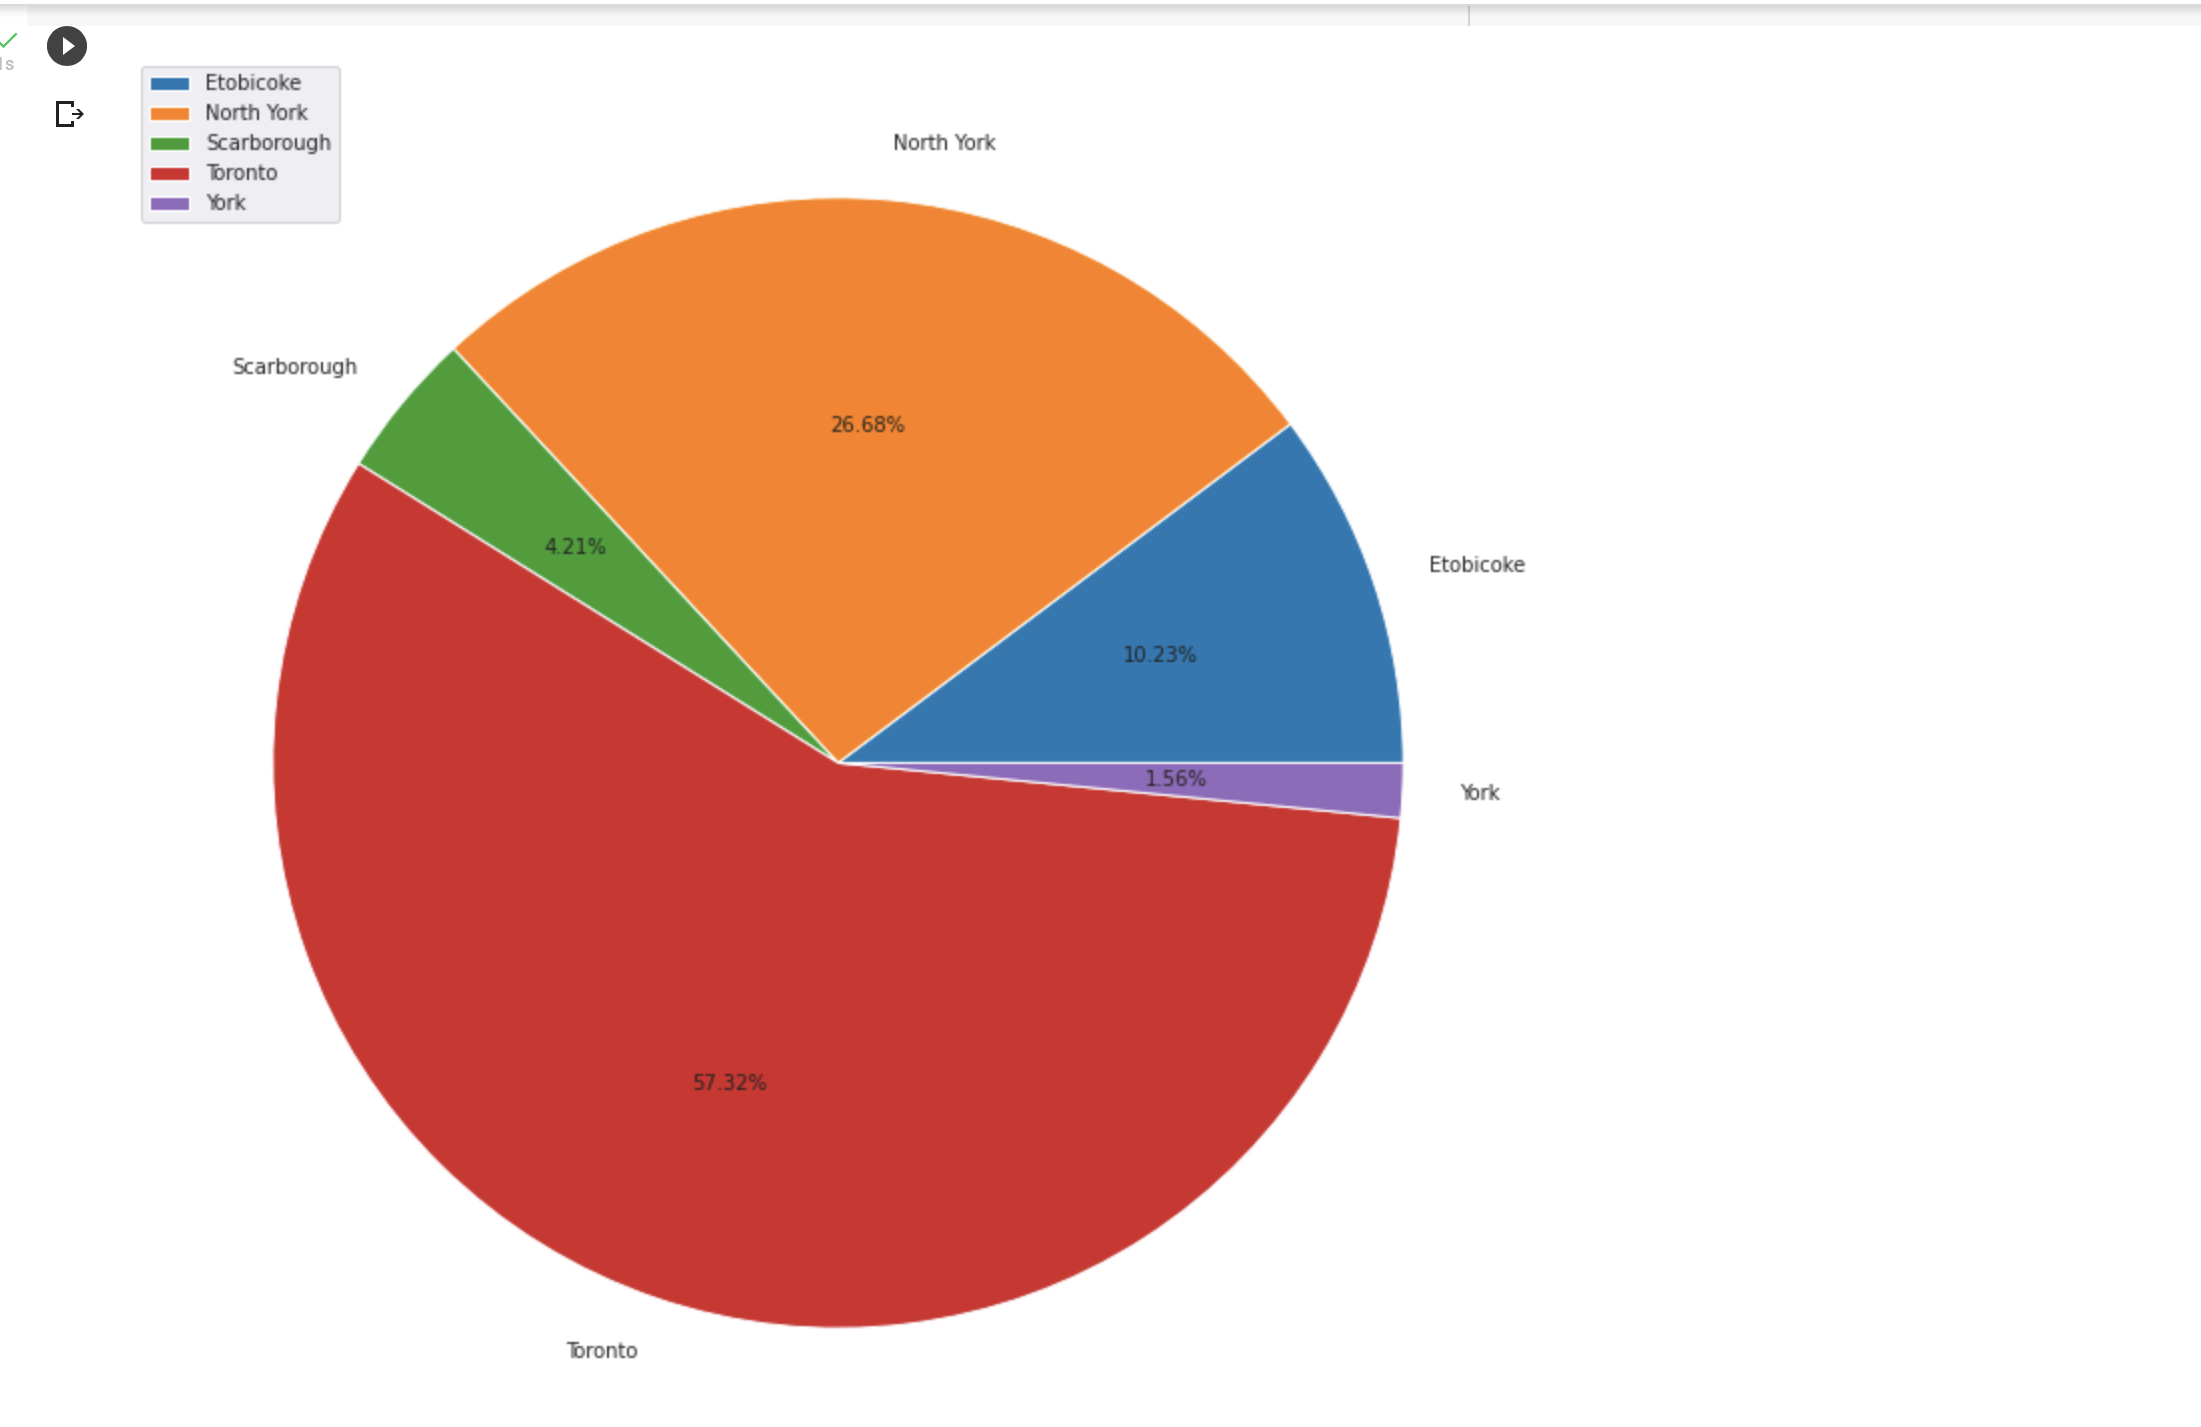 Etobicoke
North York
Scarborough
Toronto
York
North York
Scarborough
26.68%
4.21%
Etobicoke
10.23%
1.56%
York
57.32%
Toronto